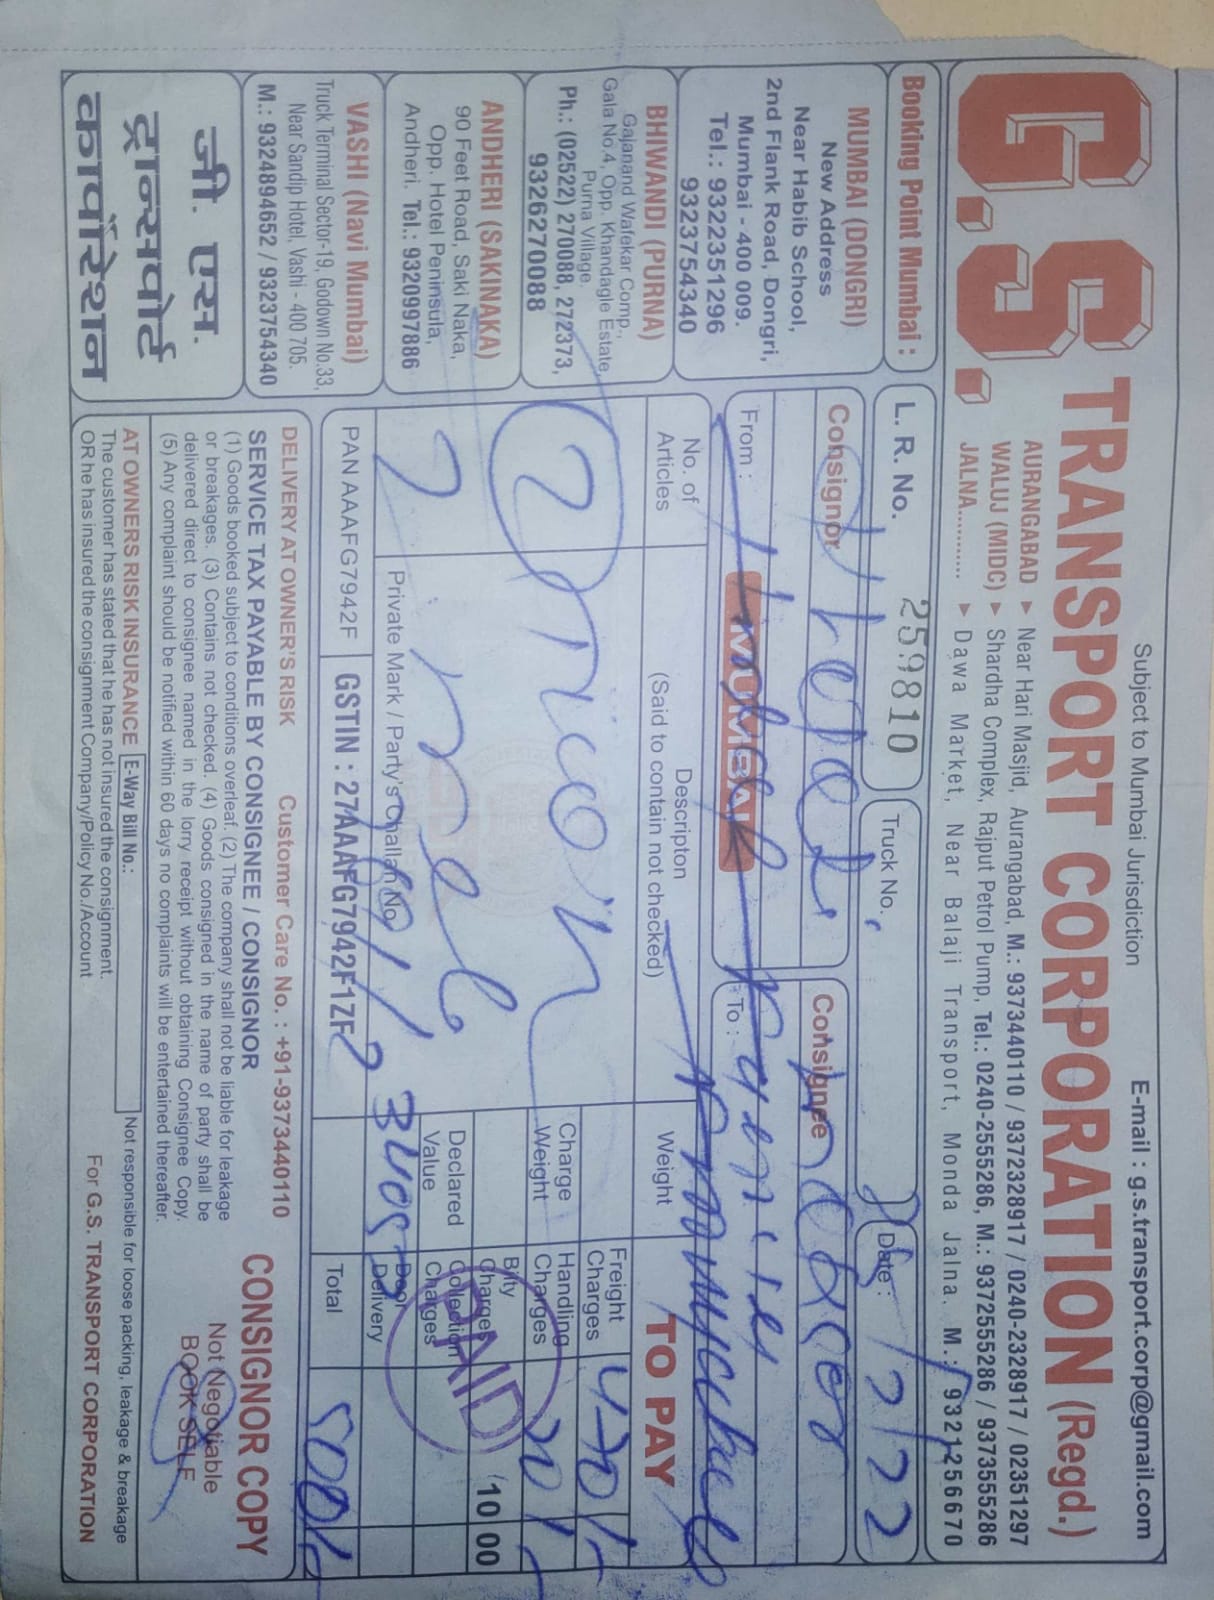 Subject to Mumbai Jurisdiction
E-mail : g.s.transport.corp@gmail.com
G.S. TRANSPORT CORPORATION (Regd.)
AURANGABAD ► Near Hari Masjid, Aurangabad, M.: 9373440110 / 9372328917 / 0240-2328917 / 02351297
WALUJ (MIDC) ► Shardha Complex, Rajput Petrol Pump, Tel.: 0240-2555286, M.: 9372555286 / 9373555286
JALNA.......... ► Dawa Market, Near Balaji Transport, Monda Jalna. M.: 9321256670
Booking Point Mumbai :
L. R. No. 259810
Truck No.
Date :
MUMBAI (DONGRI)
New Address
Near Habib School,
2nd Flank Road, Dongri,
Mumbai - 400 009.
Tel.: 9322351296
9323754340
BHIWANDI (PURNA)
Gajanand Wafekar Comp.,
Gala No.4, Opp. Khandagle Estate,
Purna Village.
Ph.: (02522) 270088, 272373,
9326270088
ANDHERI (SAKINAKA)
90 Feet Road, Saki Naka,
Opp. Hotel Peninsula,
Andheri. Tel.: 9320997886
VASHI (Navi Mumbai)
Truck Terminal Sector-19, Godown No.33,
Near Sandip Hotel, Vashi - 400 705.
M.: 9324894652 / 9323754340
जी. एस.
ट्रान्सपोर्ट
कार्पोरेशन
Consignor
Consignee
From : MUMBAI
To :
No. of Articles
Descripton
(Said to contain not checked)
Weight
TO PAY
Freight Charges
Charge Weight
Handling Charges
Bilty Charges 10 00
Declared Value
Collection Charges
PAID
Private Mark / Party's Challan No.
Door Delivery
PAN AAAFG7942F
GSTIN : 27AAAFG7942F1ZF
Total 500/-
DELIVERY AT OWNER'S RISK
Customer Care No. : +91-9373440110
SERVICE TAX PAYABLE BY CONSIGNEE / CONSIGNOR
(1) Goods booked subject to conditions overleaf. (2) The company shall not be liable for leakage
or breakages. (3) Contains not checked. (4) Goods consigned in the name of party shall be
delivered direct to consignee named in the lorry receipt without obtaining Consignee Copy.
(5) Any complaint should be notified within 60 days no complaints will be entertained thereafter.
CONSIGNOR COPY
Not Negotiable
BOOK SELF
AT OWNERS RISK INSURANCE E-Way Bill No.:
Not responsible for loose packing, leakage & breakage
The customer has stated that he has not insured the consignment.
OR he has insured the consignment Company/Policy No./Account
For G.S. TRANSPORT CORPORATION